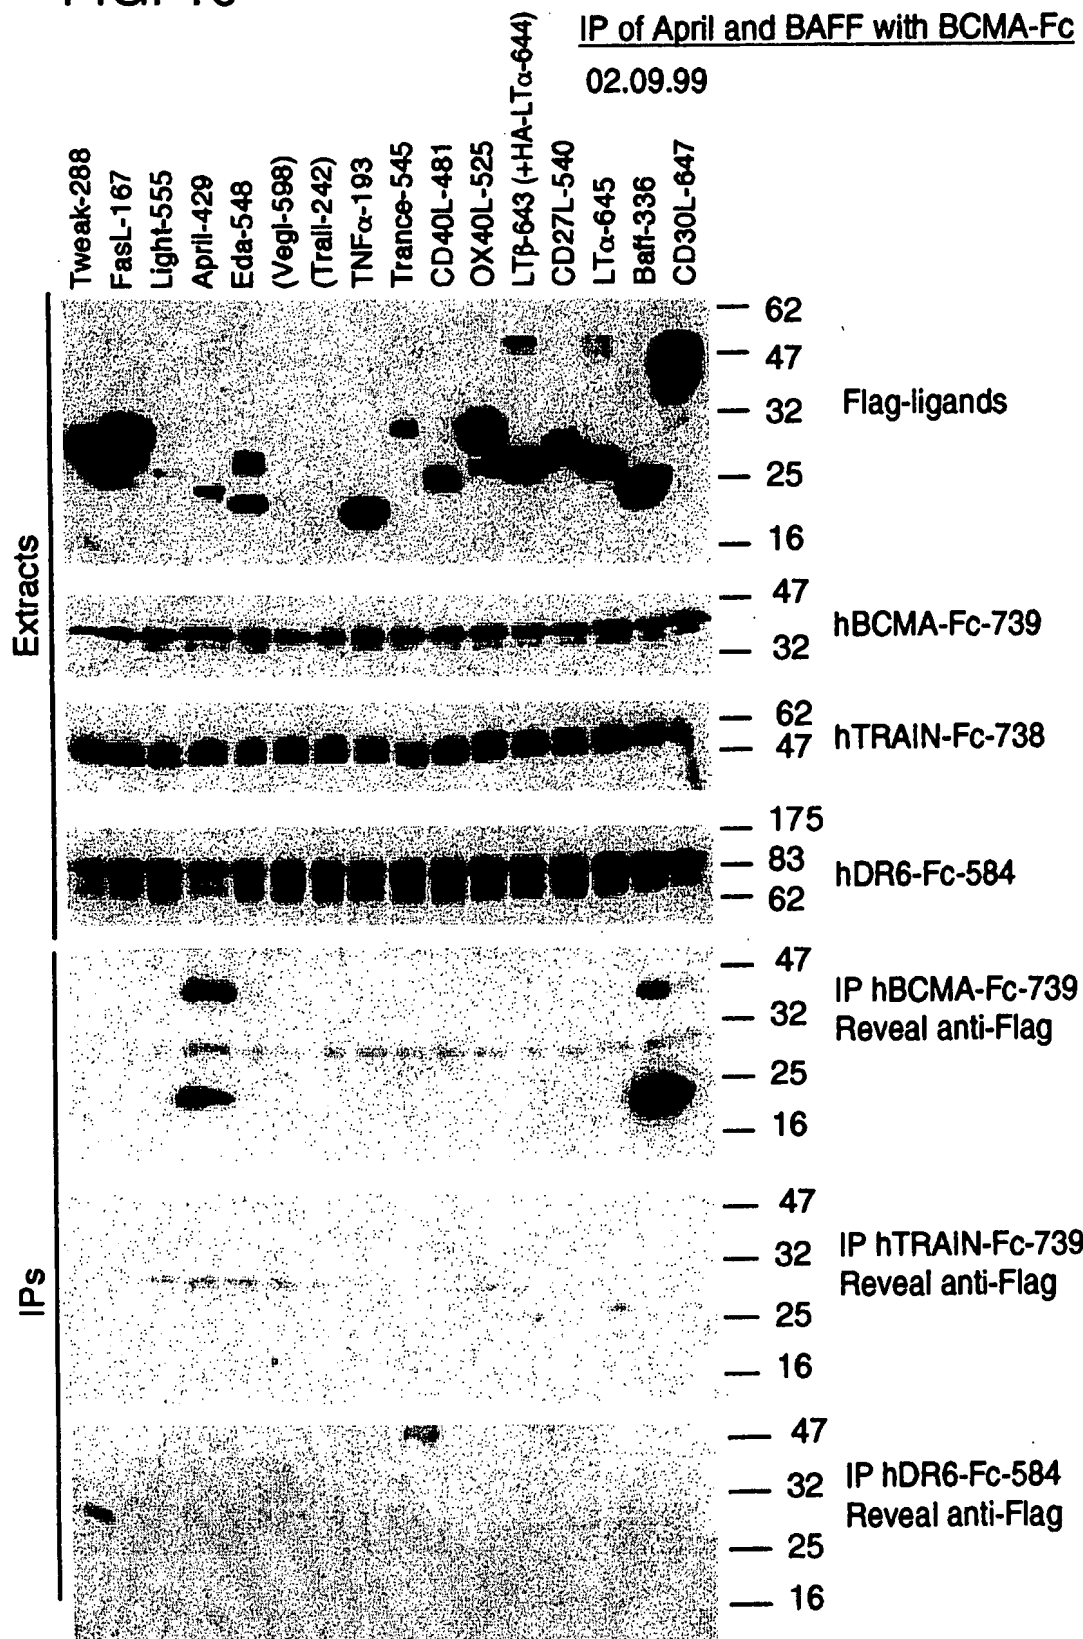 IP of April and BAFF with BCMA-Fc
02.09.99
Tweak-288
FasL-167
Light-555
April-429
Eda-548
(Vegi-598)
(Trail-242)
TNFα-193
Trance-545
CD40L-481
OX40L-525
LTβ-643 (+HA-LTα-644)
CD27L-540
LTα-645
Baff-336
CD30L-647
Extracts
62
47
32
25
16
Flag-ligands
47
32
hBCMA-Fc-739
62
47
hTRAIN-Fc-738
175
83
62
hDR6-Fc-584
IPs
47
32
25
16
IP hBCMA-Fc-739
Reveal anti-Flag
47
32
25
16
IP hTRAIN-Fc-739
Reveal anti-Flag
47
32
25
16
IP hDR6-Fc-584
Reveal anti-Flag